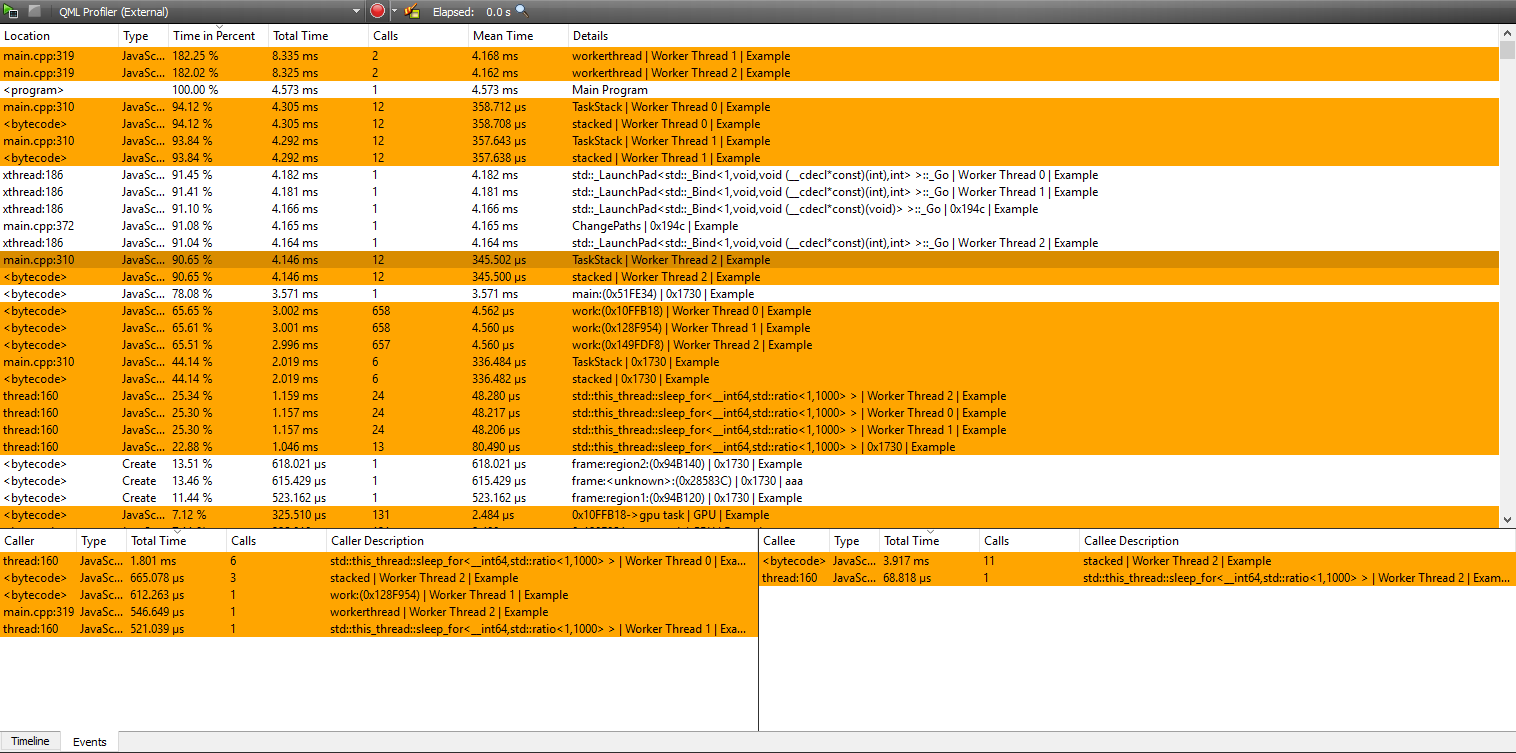 QML Profiler (External) Elapsed: 0.0 s
Location Type Time in Percent Total Time Calls Mean Time Details
main.cpp:319 JavaSc... 182.25 % 8.335 ms 2 4.168 ms workerthread | Worker Thread 1 | Example
main.cpp:319 JavaSc... 182.02 % 8.325 ms 2 4.162 ms workerthread | Worker Thread 2 | Example
<program> 100.00 % 4.573 ms 1 4.573 ms Main Program
main.cpp:310 JavaSc... 94.12 % 4.305 ms 12 358.712 µs TaskStack | Worker Thread 0 | Example
<bytecode> JavaSc... 94.12 % 4.305 ms 12 358.708 µs stacked | Worker Thread 0 | Example
main.cpp:310 JavaSc... 93.84 % 4.292 ms 12 357.643 µs TaskStack | Worker Thread 1 | Example
<bytecode> JavaSc... 93.84 % 4.292 ms 12 357.638 µs stacked | Worker Thread 1 | Example
xthread:186 JavaSc... 91.45 % 4.182 ms 1 4.182 ms std::_LaunchPad<std::_Bind<1,void,void (__cdecl*const)(int),int> >::_Go | Worker Thread 0 | Example
xthread:186 JavaSc... 91.41 % 4.181 ms 1 4.181 ms std::_LaunchPad<std::_Bind<1,void,void (__cdecl*const)(int),int> >::_Go | Worker Thread 1 | Example
xthread:186 JavaSc... 91.10 % 4.166 ms 1 4.166 ms std::_LaunchPad<std::_Bind<1,void,void (__cdecl*const)(void)> >::_Go | 0x194c | Example
main.cpp:372 JavaSc... 91.08 % 4.165 ms 1 4.165 ms ChangePaths | 0x194c | Example
xthread:186 JavaSc... 91.04 % 4.164 ms 1 4.164 ms std::_LaunchPad<std::_Bind<1,void,void (__cdecl*const)(int),int> >::_Go | Worker Thread 2 | Example
main.cpp:310 JavaSc... 90.65 % 4.146 ms 12 345.502 µs TaskStack | Worker Thread 2 | Example
<bytecode> JavaSc... 90.65 % 4.146 ms 12 345.500 µs stacked | Worker Thread 2 | Example
<bytecode> JavaSc... 78.08 % 3.571 ms 1 3.571 ms main:(0x51FE34) | 0x1730 | Example
<bytecode> JavaSc... 65.65 % 3.002 ms 658 4.562 µs work:(0x10FFB18) | Worker Thread 0 | Example
<bytecode> JavaSc... 65.61 % 3.001 ms 658 4.560 µs work:(0x128F954) | Worker Thread 1 | Example
<bytecode> JavaSc... 65.51 % 2.996 ms 657 4.560 µs work:(0x149FDF8) | Worker Thread 2 | Example
main.cpp:310 JavaSc... 44.14 % 2.019 ms 6 336.484 µs TaskStack | 0x1730 | Example
<bytecode> JavaSc... 44.14 % 2.019 ms 6 336.482 µs stacked | 0x1730 | Example
thread:160 JavaSc... 25.34 % 1.159 ms 24 48.280 µs std::this_thread::sleep_for<__int64,std::ratio<1,1000> > | Worker Thread 2 | Example
thread:160 JavaSc... 25.30 % 1.157 ms 24 48.217 µs std::this_thread::sleep_for<__int64,std::ratio<1,1000> > | Worker Thread 0 | Example
thread:160 JavaSc... 25.30 % 1.157 ms 24 48.206 µs std::this_thread::sleep_for<__int64,std::ratio<1,1000> > | Worker Thread 1 | Example
thread:160 JavaSc... 22.88 % 1.046 ms 13 80.490 µs std::this_thread::sleep_for<__int64,std::ratio<1,1000> > | 0x1730 | Example
<bytecode> Create 13.51 % 618.021 µs 1 618.021 µs frame:region2:(0x94B140) | 0x1730 | Example
<bytecode> Create 13.46 % 615.429 µs 1 615.429 µs frame:<unknown>:(0x28583C) | 0x1730 | aaa
<bytecode> Create 11.44 % 523.162 µs 1 523.162 µs frame:region1:(0x94B120) | 0x1730 | Example
<bytecode> JavaSc... 7.12 % 325.510 µs 131 2.484 µs 0x10FFB18->gpu task | GPU | Example
Caller Type Total Time Calls Caller Description
thread:160 JavaSc... 1.801 ms 6 std::this_thread::sleep_for<__int64,std::ratio<1,1000> > | Worker Thread 0 | Exa...
<bytecode> JavaSc... 665.078 µs 3 stacked | Worker Thread 2 | Example
<bytecode> JavaSc... 612.263 µs 1 work:(0x128F954) | Worker Thread 1 | Example
main.cpp:319 JavaSc... 546.649 µs 1 workerthread | Worker Thread 2 | Example
thread:160 JavaSc... 521.039 µs 1 std::this_thread::sleep_for<__int64,std::ratio<1,1000> > | Worker Thread 1 | Exa...
Callee Type Total Time Calls Callee Description
<bytecode> JavaSc... 3.917 ms 11 stacked | Worker Thread 2 | Example
thread:160 JavaSc... 68.818 µs 1 std::this_thread::sleep_for<__int64,std::ratio<1,1000> > | Worker Thread 2 | Exam...
Timeline Events